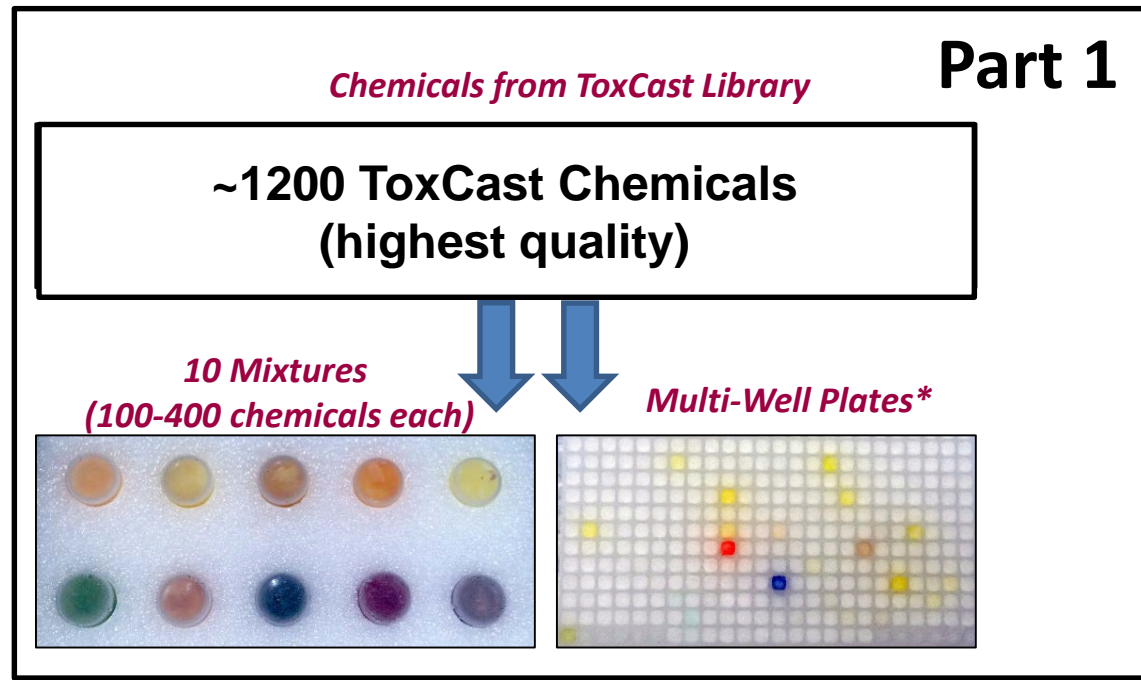 Part 1
Chemicals from ToxCast Library
~1200 ToxCast Chemicals
(highest quality)
10 Mixtures
(100-400 chemicals each)
Multi-Well Plates*